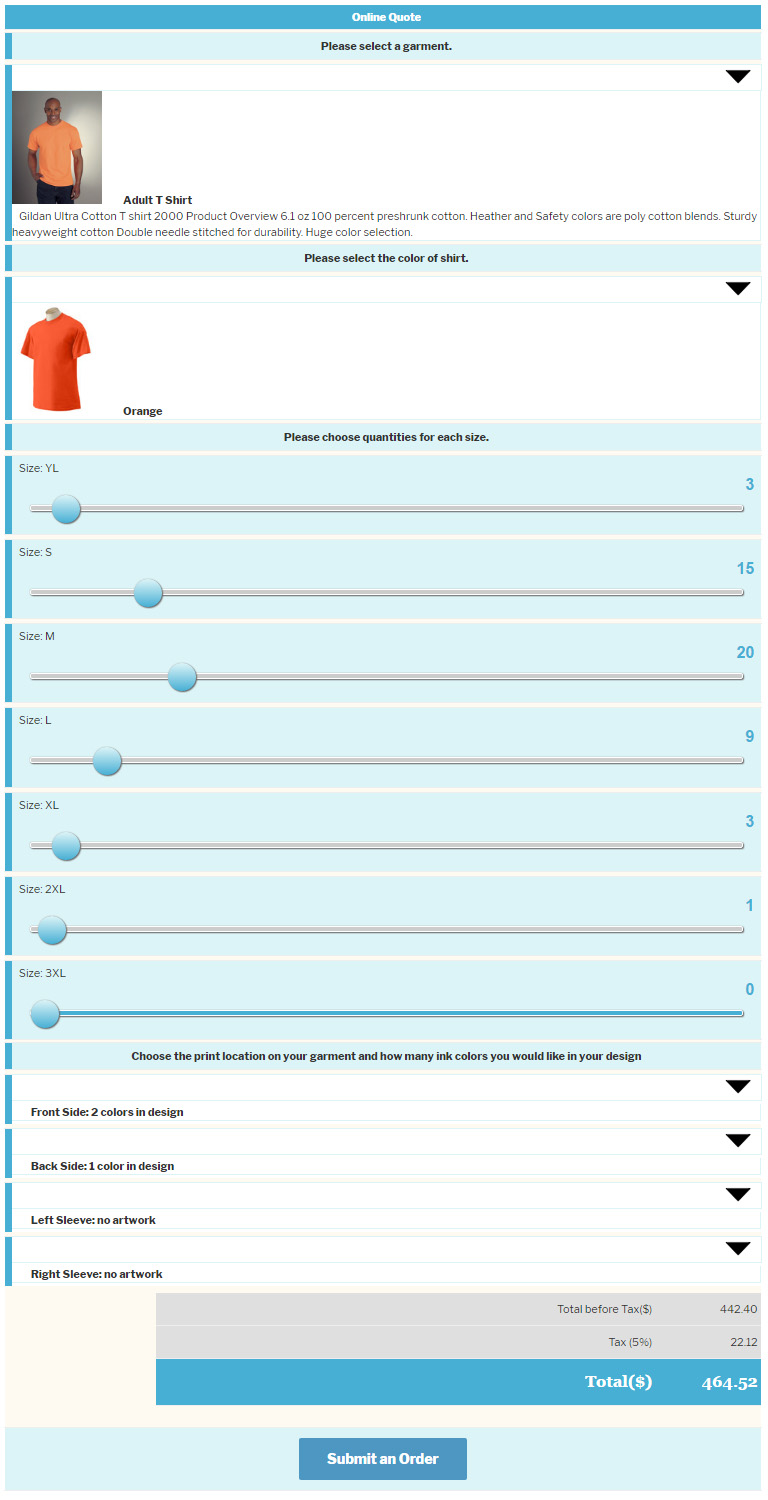 Online Quote
Please select a garment.
Adult T Shirt
Gildan Ultra Cotton T shirt 2000 Product Overview 6.1 oz 100 percent preshrunk cotton. Heather and Safety colors are poly cotton blends. Sturdy
heavyweight cotton Double needle stitched for durability. Huge color selection.
Please select the color of shirt.
Orange
Please choose quantities for each size.
Size: YL
3
Size: S
15
Size: M
20
Size: L
9
Size: XL
3
Size: 2XL
1
Size: 3XL
0
Choose the print location on your garment and how many ink colors you would like in your design
Front Side: 2 colors in design
Back Side: 1 color in design
Left Sleeve: no artwork
Right Sleeve: no artwork
Total before Tax($) 442.40
Tax (5%) 22.12
Total($) 464.52
Submit an Order